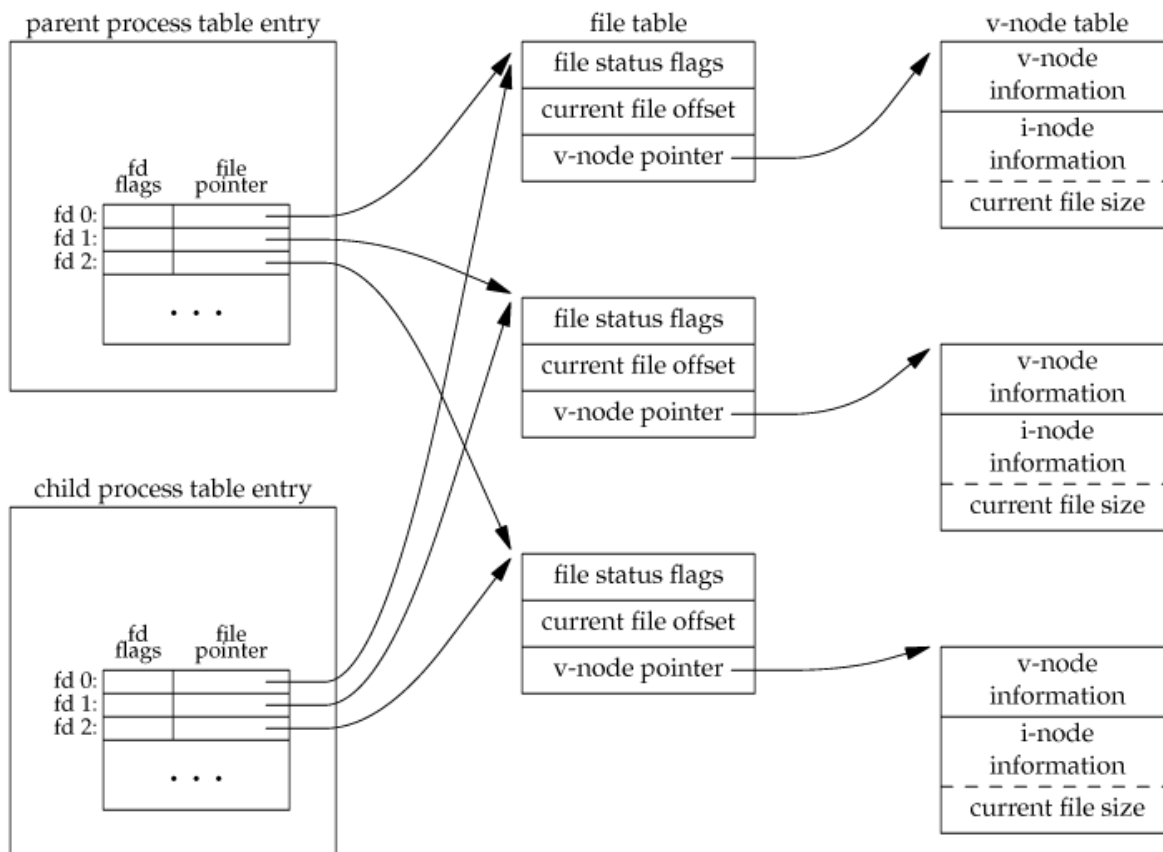 parent process table entry
fd flags
file pointer
fd 0:
fd 1:
fd 2:
. . .
child process table entry
fd flags
file pointer
fd 0:
fd 1:
fd 2:
. . .
file table
file status flags
current file offset
v-node pointer
file status flags
current file offset
v-node pointer
file status flags
current file offset
v-node pointer
v-node table
v-node
information
i-node
information
current file size
v-node
information
i-node
information
current file size
v-node
information
i-node
information
current file size